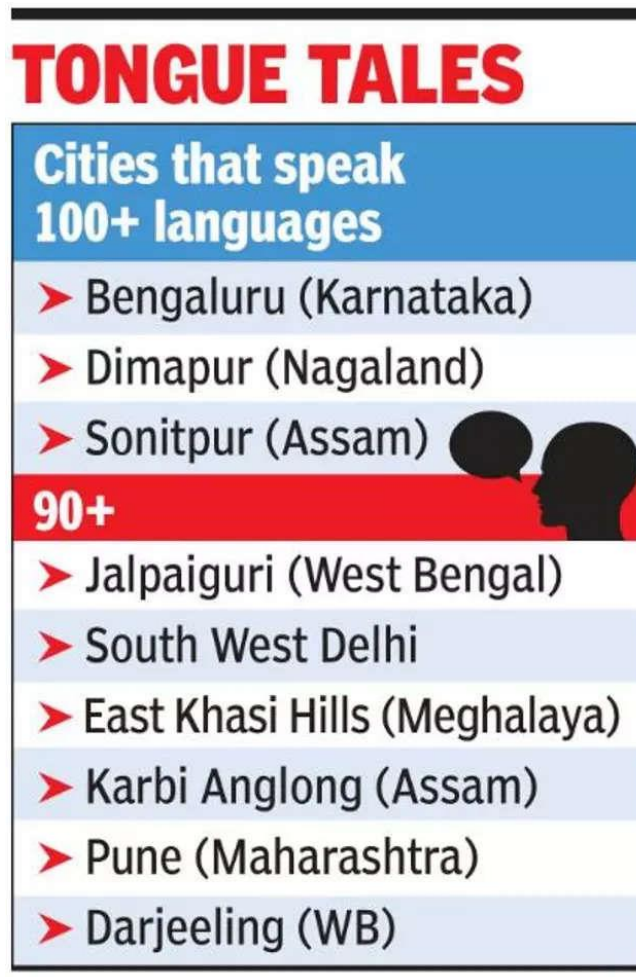 TONGUE TALES
Cities that speak
100+ languages
➤ Bengaluru (Karnataka)
➤ Dimapur (Nagaland)
➤ Sonitpur (Assam)
90+
➤ Jalpaiguri (West Bengal)
➤ South West Delhi
➤ East Khasi Hills (Meghalaya)
➤ Karbi Anglong (Assam)
➤ Pune (Maharashtra)
➤ Darjeeling (WB)